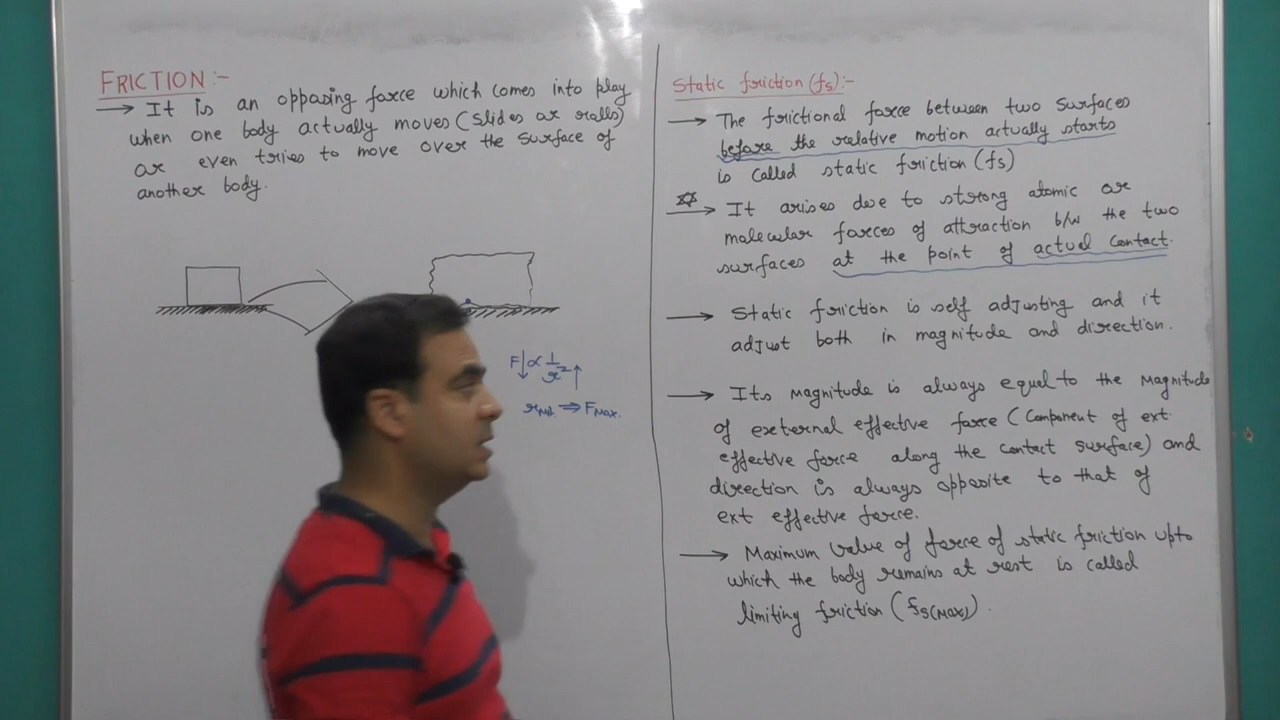 FRICTION :-
→ It is an opposing force which comes into play
when one body actually moves (slides or rolls)
or even tries to move over the surface of
another body.
F↓ ∝ 1/r² ↑
⇒ FMax.
Static friction (fs) :-
→ The frictional force between two surfaces
before the relative motion actually starts
is called static friction (fs)
→ It arises due to strong atomic or
molecular forces of attraction b/w the two
surfaces at the point of actual contact.
→ Static friction is self adjusting and it
adjust both in magnitude and direction.
→ Its magnitude is always equal to the magnitude
of external effective force (Component of ext
effective force along the contact surface) and
direction is always opposite to that of
ext effective force.
→ Maximum value of force of static friction upto
which the body remains at rest is called
limiting friction (fs(Max)).